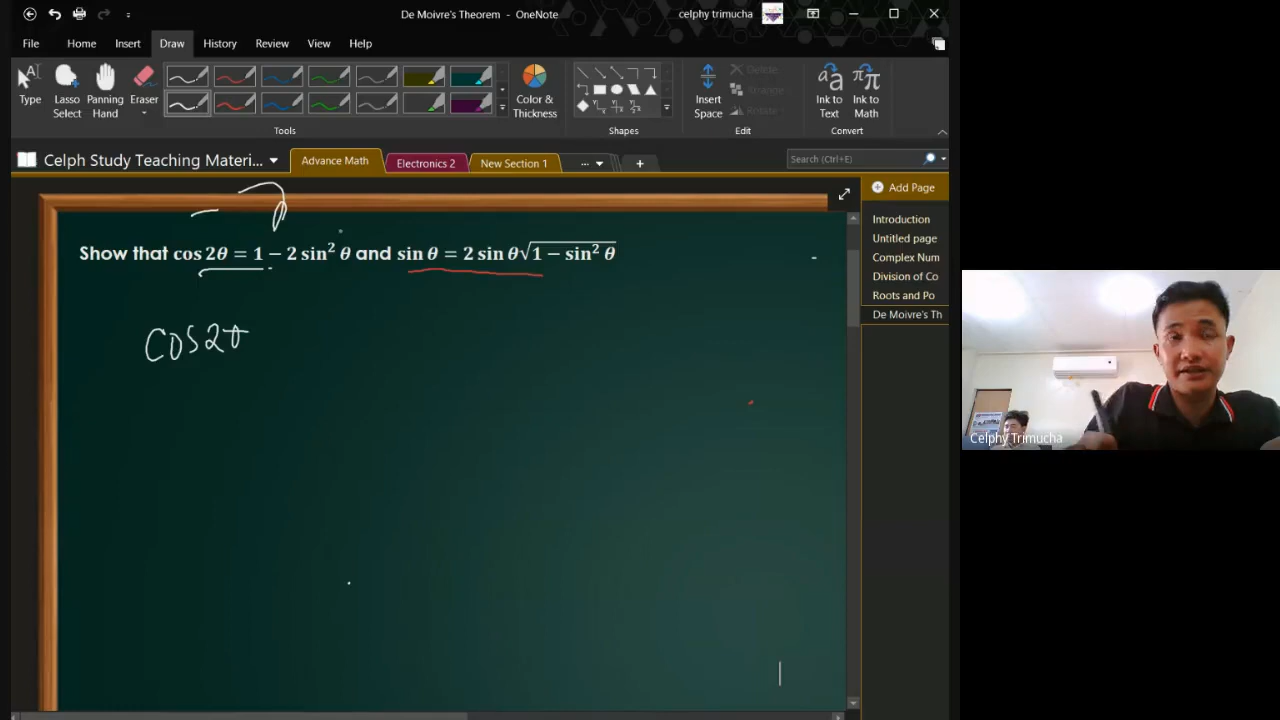 De Moivre's Theorem - OneNote
celphy trimucha
File Home Insert Draw History Review View Help
Type
Lasso Select
Panning Hand
Eraser
Color & Thickness
Insert Space
Delete
Arrange
Rotate
Ink to Text
Ink to Math
Tools
Shapes
Edit
Convert
Celph Study Teaching Materi...
Advance Math
Electronics 2
New Section 1
...
+
Search (Ctrl+E)
Add Page
Introduction
Untitled page
Complex Num
Division of Co
Roots and Po
De Moivre's Th
Show that cos 2θ = 1 − 2 sin² θ and sin θ = 2 sin θ√1 − sin² θ
cos2θ
Celphy Trimucha